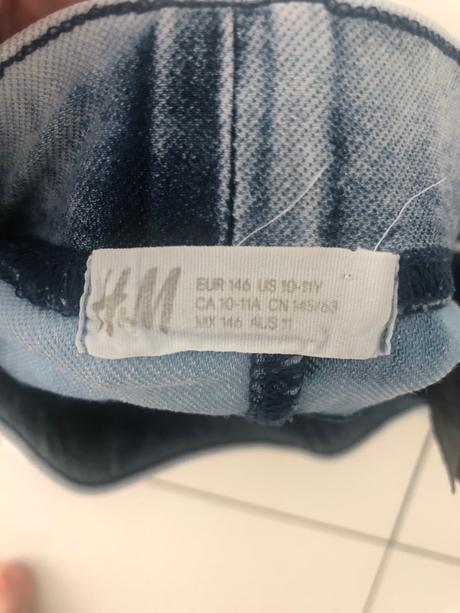 H&M
EUR 146 US 10-11Y
CA 10-11A CN 145/63
MX 146 AUS 11